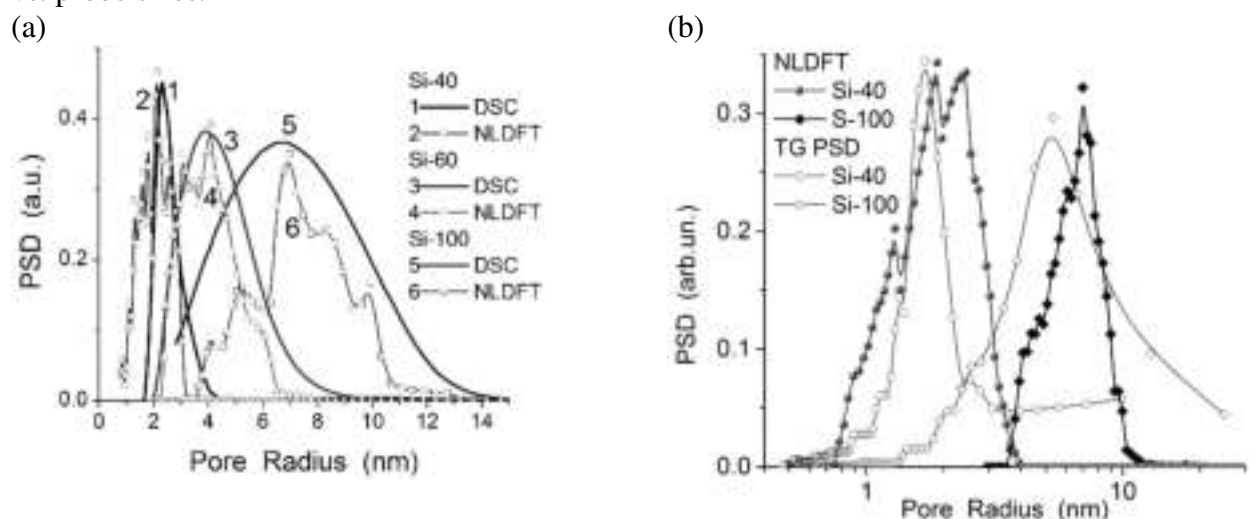 (a)
(b)
PSD (a.u.)
0.4
0.2
0.0
0 2 4 6 8 10 12 14
Pore Radius (nm)
2 1
3
5
4
6
Si-40
1 DSC
2 NLDFT
Si-60
3 DSC
4 NLDFT
Si-100
5 DSC
6 NLDFT
PSD (arb.un.)
0.3
0.2
0.1
0.0
1 10
Pore Radius (nm)
NLDFT
Si-40
S-100
TG PSD
Si-40
Si-100